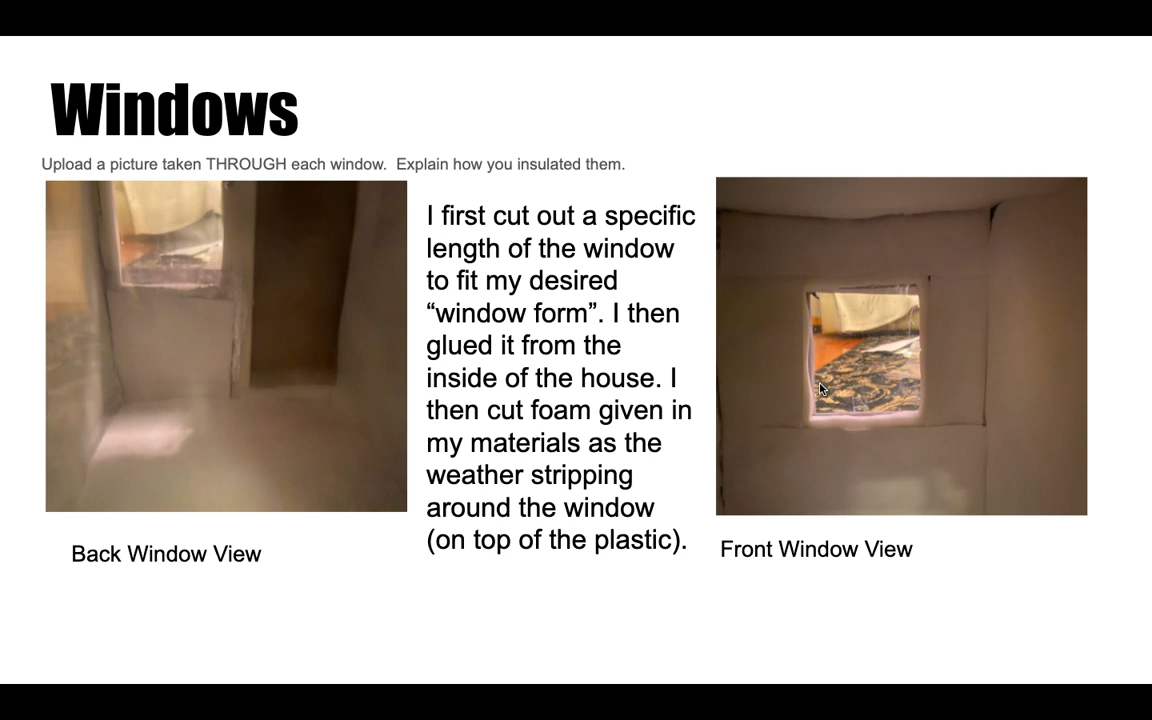 Windows
Upload a picture taken THROUGH each window.  Explain how you insulated them.
I first cut out a specific
length of the window
to fit my desired
“window form”. I then
glued it from the
inside of the house. I
then cut foam given in
my materials as the
weather stripping
around the window
(on top of the plastic).
Back Window View
Front Window View